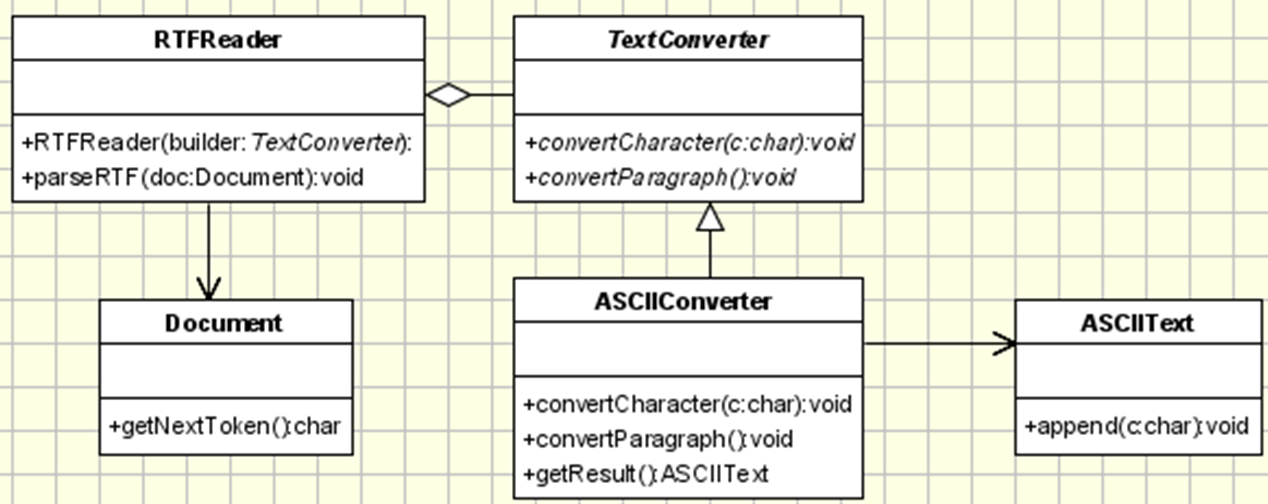 RTFReader
+RTFReader(builder: TextConverter):
+parseRTF(doc:Document):void
TextConverter
+convertCharacter(c:char):void
+convertParagraph():void
Document
+getNextToken():char
ASCIIConverter
+convertCharacter(c:char):void
+convertParagraph():void
+getResult():ASCIIText
ASCIIText
+append(c:char):void